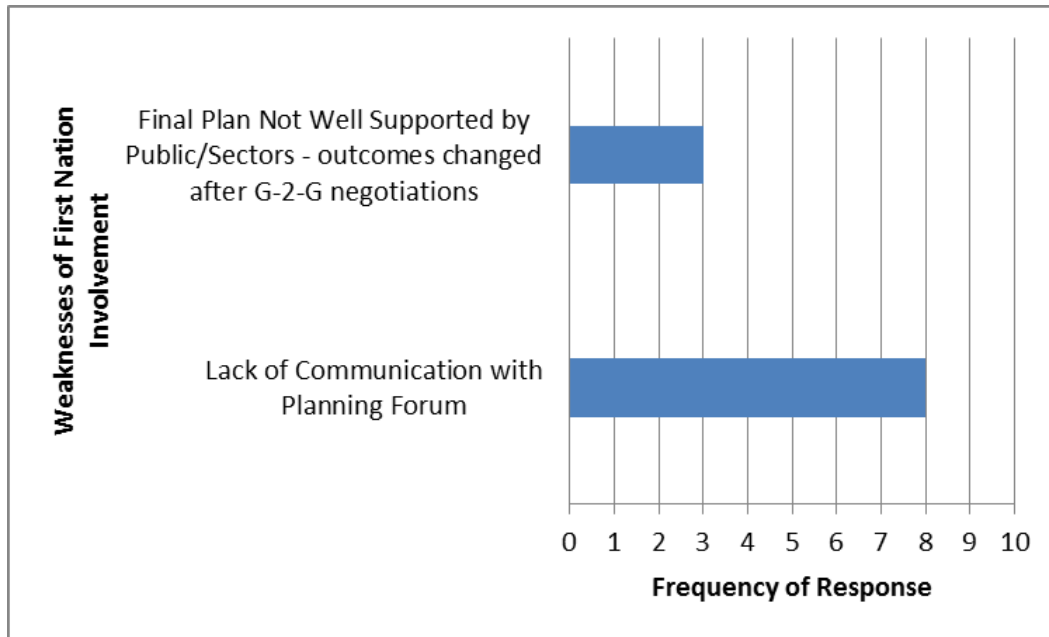 Weaknesses of First Nation
Involvement
Final Plan Not Well Supported by
Public/Sectors - outcomes changed
after G-2-G negotiations
Lack of Communication with
Planning Forum
0 1 2 3 4 5 6 7 8 9 10
Frequency of Response